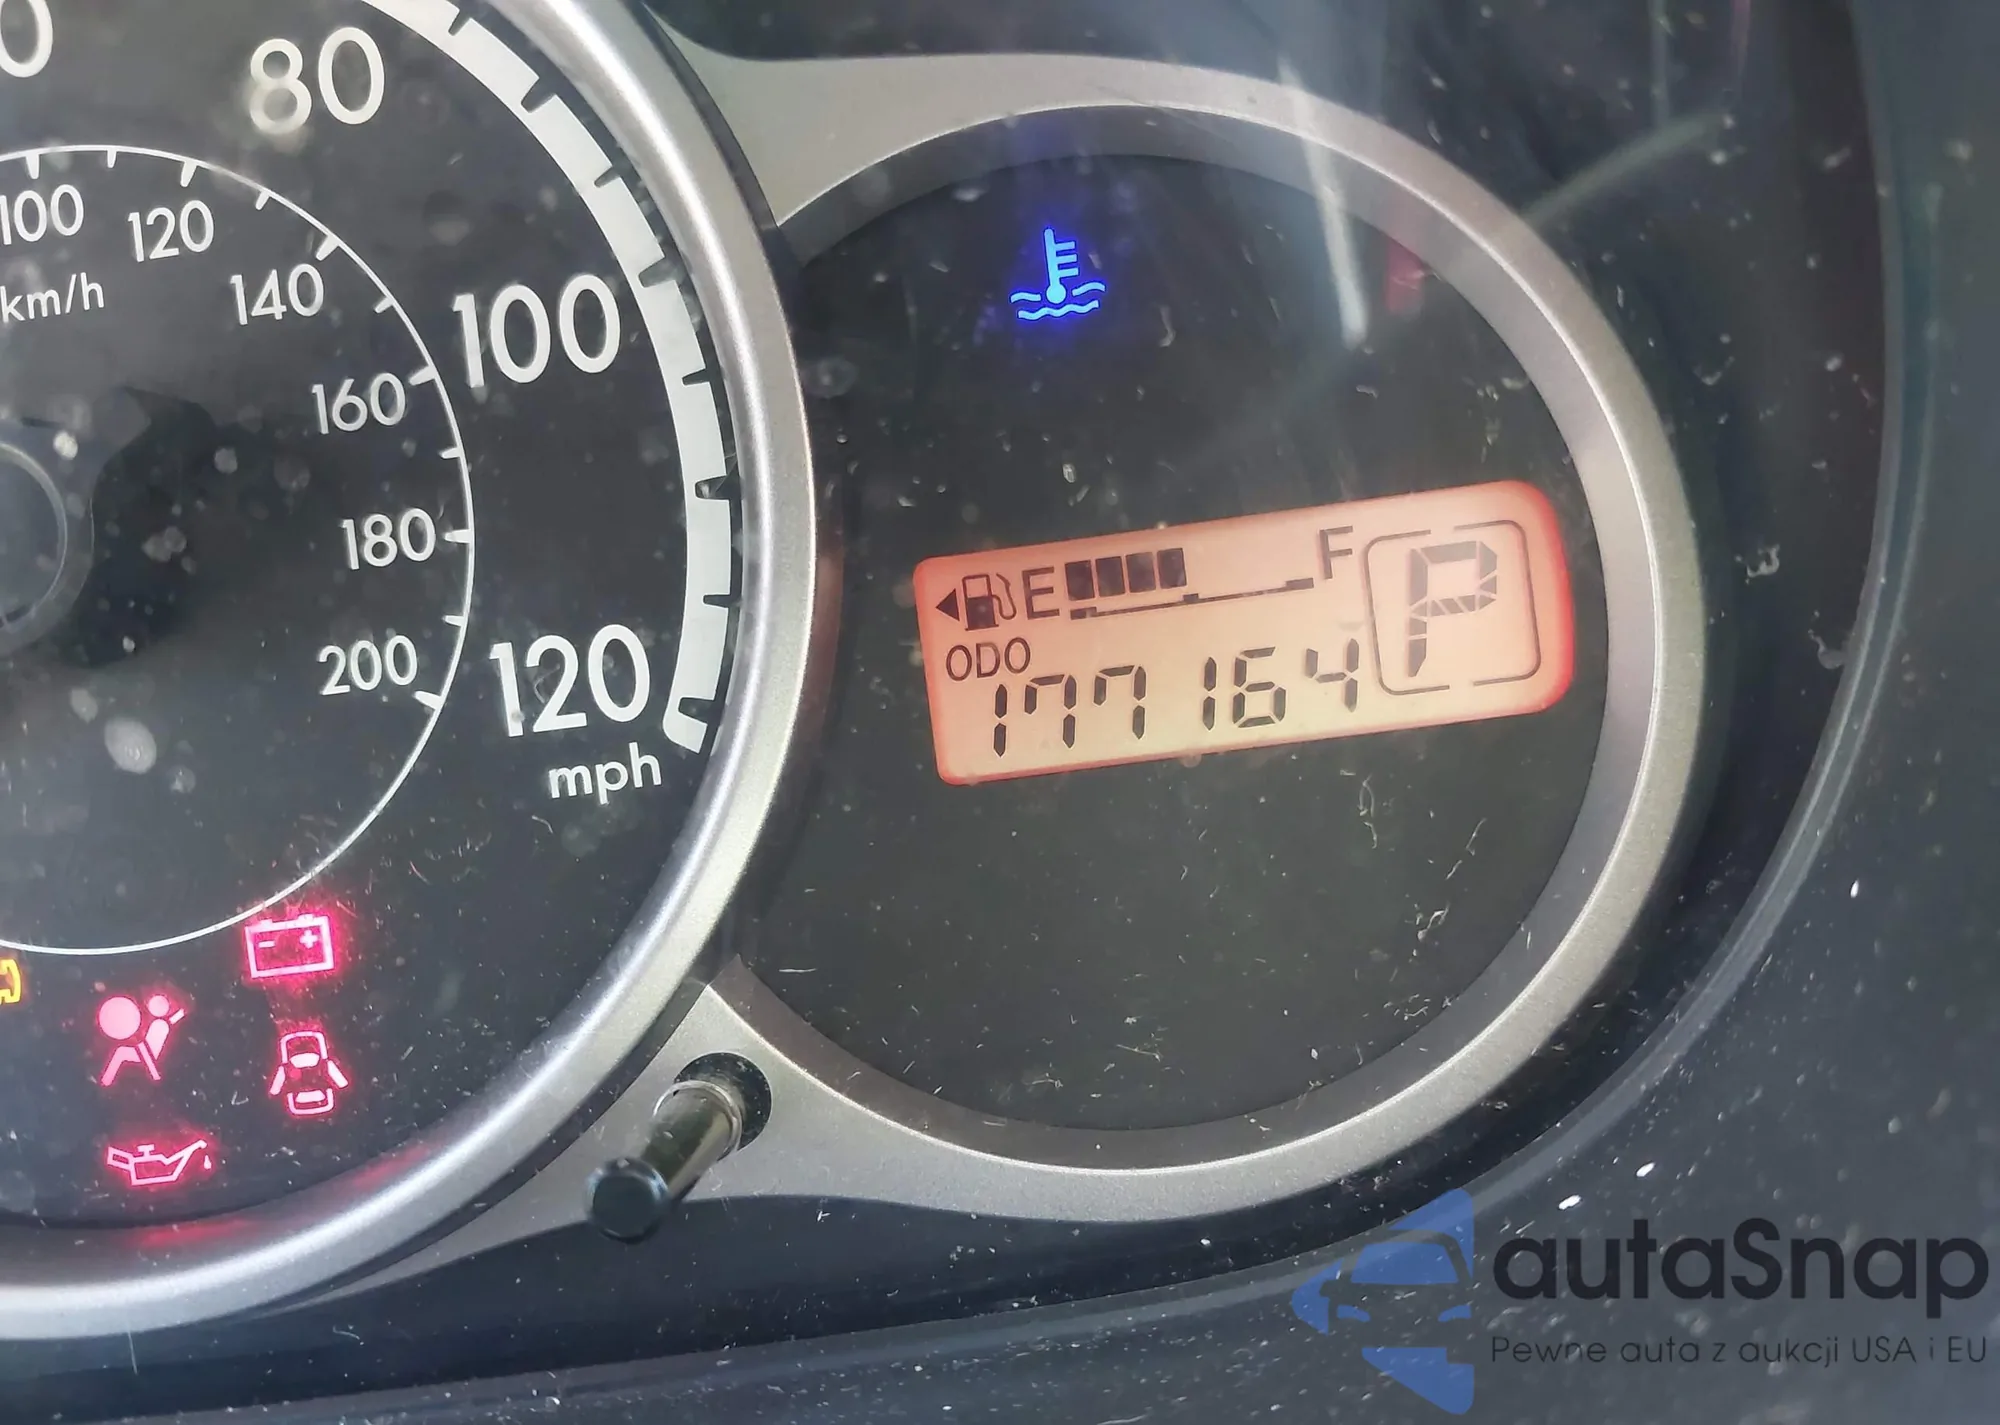 80
100
120
mph
100
120
140
160
180
200
km/h
E
F
P
ODO
177164
autaSnap
Pewne auta z aukcji USA i EU